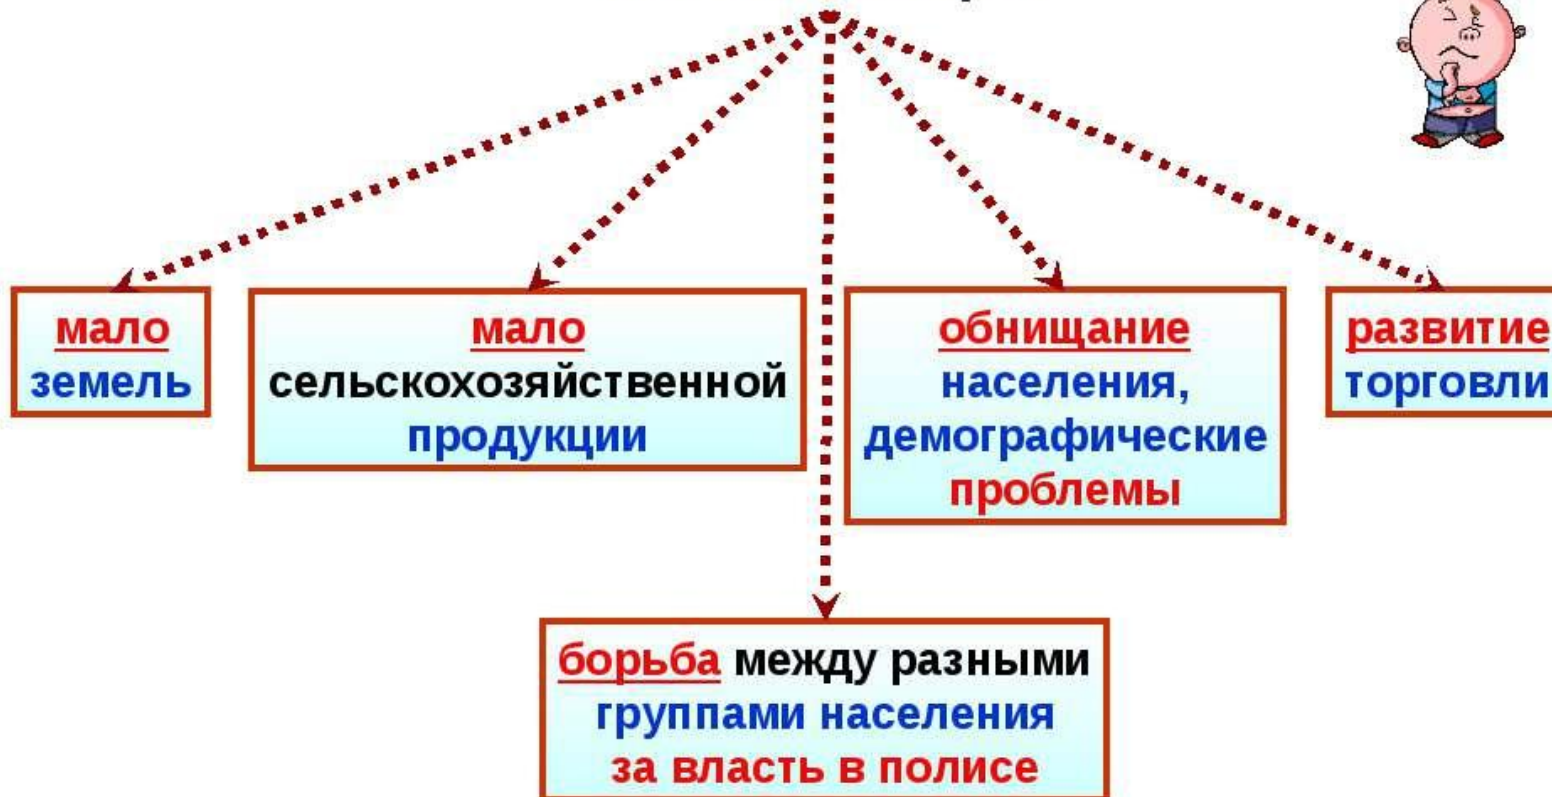 мало
земель
мало
сельскохозяйственной
продукции
обнищание
населения,
демографические
проблемы
развитие
торговли
борьба между разными
группами населения
за власть в полисе